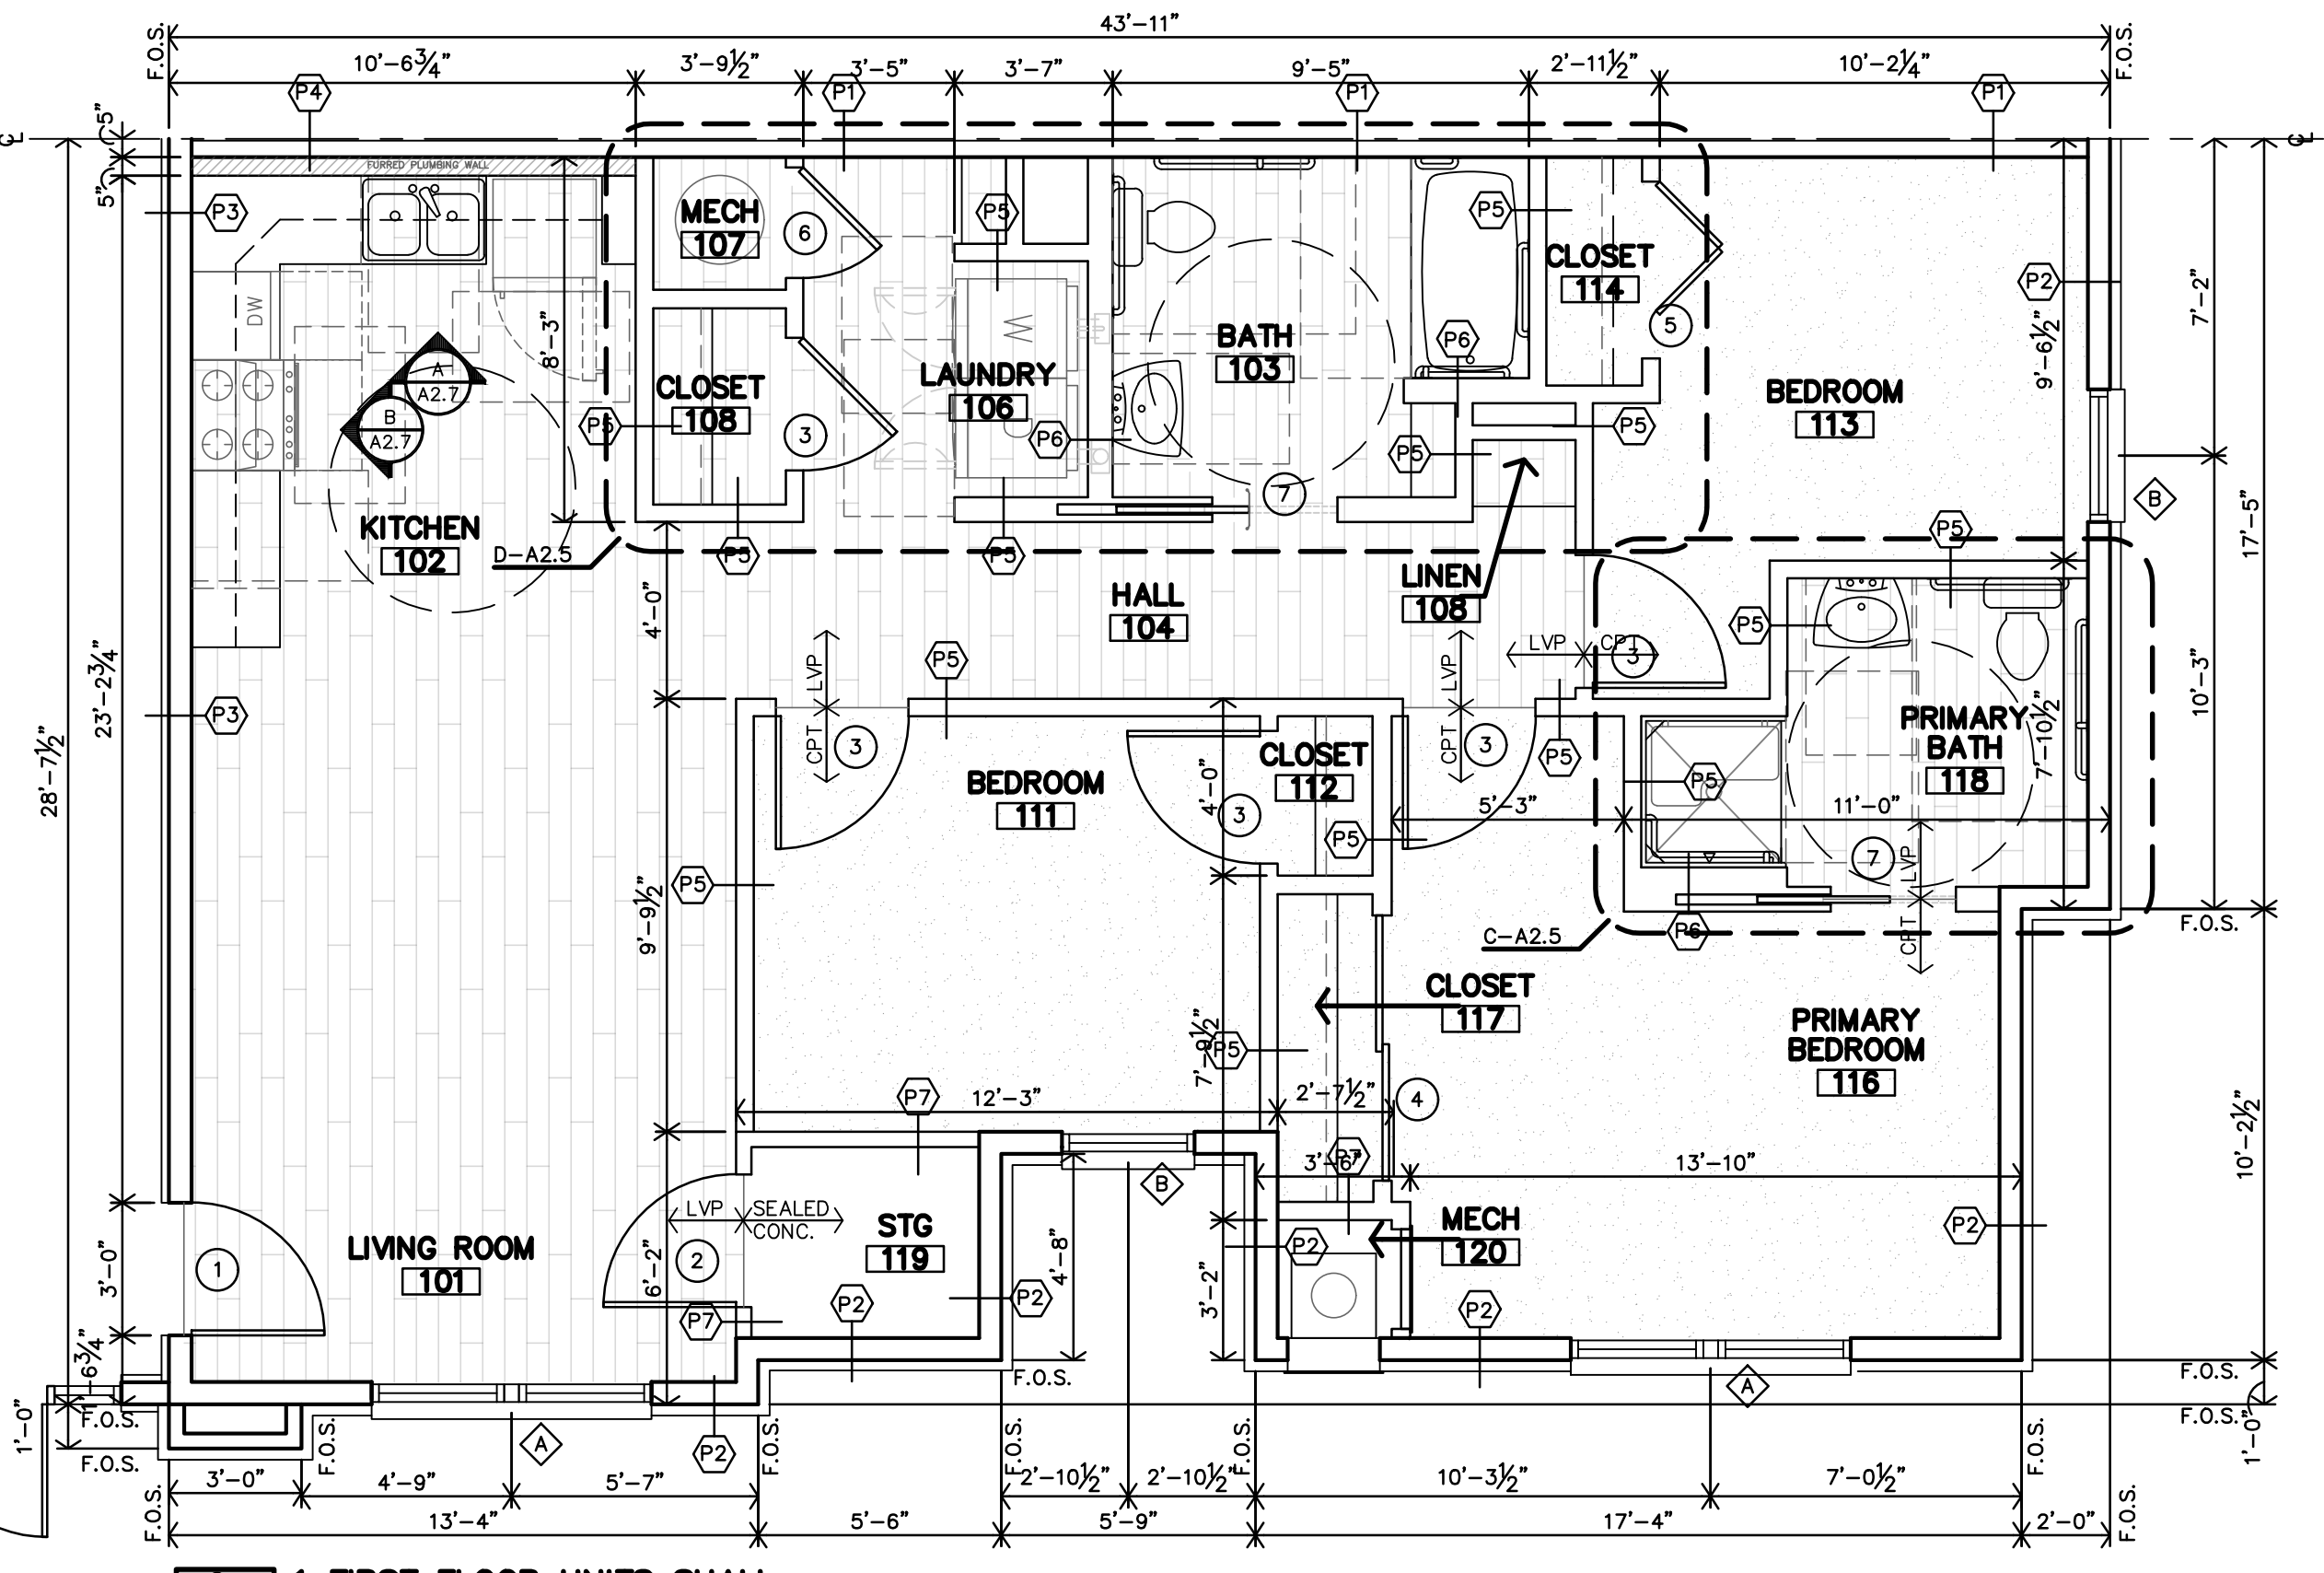 43'-11"
F.O.S.
F.O.S.
10'-6¾"
3'-9½"
3'-5"
3'-7"
9'-5"
2'-11½"
10'-2¼"
P4
P1
P1
P1
5"
5"
FURRED PLUMBING WALL
P3
MECH
107
6
P5
P5
CLOSET
114
5
P2
7'-2"
DW
8'-3"
9'-6½"
BATH
103
P6
A
A2.7
B
A2.7
CLOSET
108
LAUNDRY
106
W
3
P5
P6
P5
P5
BEDROOM
113
7
B
KITCHEN
102
D-A2.5
P5
P5
P5
17'-5"
HALL
104
LINEN
108
4'-0"
LVP
LVP
LVP
CPT
3
P5
P5
10'-3"
23'-2¾"
28'-7½"
P3
CPT
3
CPT
3
P5
PRIMARY
BATH
118
7'-10½"
BEDROOM
111
CLOSET
112
4'-0"
3
P5
P5
5'-3"
11'-0"
7
LVP
CPT
P5
9'-9½"
C-A2.5
P6
F.O.S.
CLOSET
117
PRIMARY
BEDROOM
116
7'-9½"
P5
P7
12'-3"
2'-7½"
4
10'-2½"
P7
3'-6"
13'-10"
B
LVP
SEALED
CONC.
STG
119
MECH
120
P2
P2
LIVING ROOM
101
1
3'-0"
2
6'-2"
4'-8"
3'-2"
P2
P2
P2
P7
1'-6¾"
F.O.S.
F.O.S.
A
F.O.S.
F.O.S.
1'-0"
1'-0"
F.O.S.
A
P2
F.O.S.
F.O.S.
F.O.S.
F.O.S.
F.O.S.
3'-0"
4'-9"
5'-7"
2'-10½"
2'-10½"
10'-3½"
7'-0½"
F.O.S.
F.O.S.
13'-4"
5'-6"
5'-9"
17'-4"
2'-0"